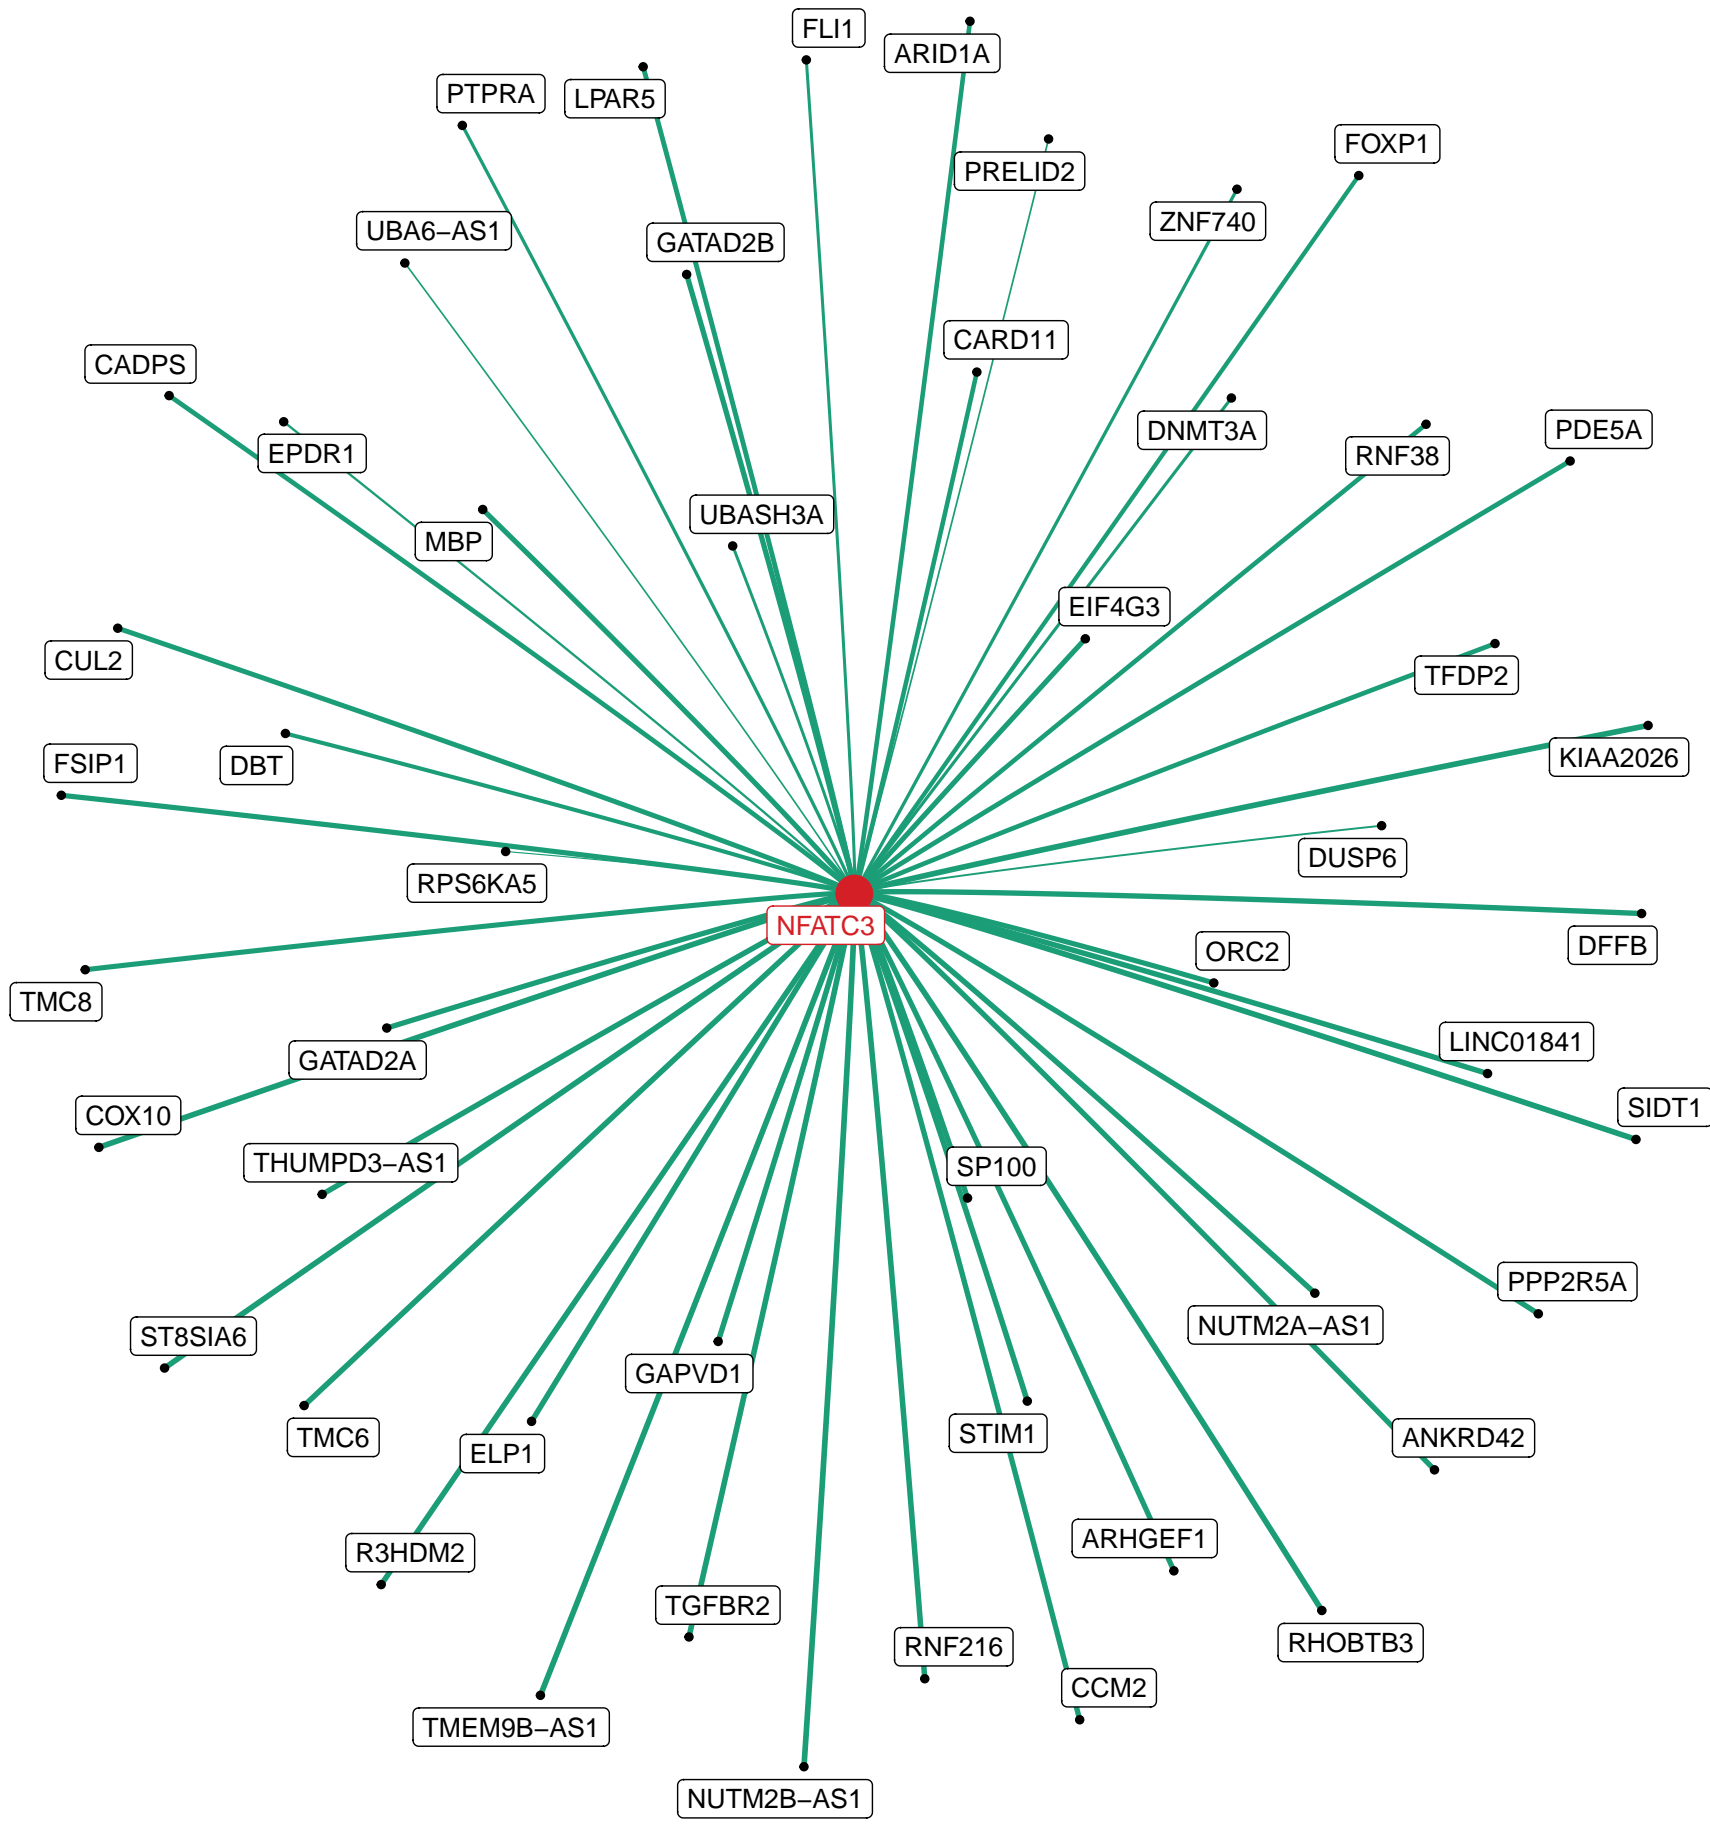 FLI1
ARID1A
PTPRA
LPAR5
FOXP1
PRELID2
ZNF740
UBA6−AS1
GATAD2B
CARD11
CADPS
DNMT3A
PDE5A
EPDR1
RNF38
UBASH3A
MBP
EIF4G3
CUL2
TFDP2
KIAA2026
FSIP1
DBT
DUSP6
RPS6KA5
NFATC3
DFFB
ORC2
TMC8
LINC01841
GATAD2A
SIDT1
COX10
THUMPD3−AS1
SP100
PPP2R5A
NUTM2A−AS1
ST8SIA6
GAPVD1
STIM1
TMC6
ANKRD42
ELP1
ARHGEF1
R3HDM2
TGFBR2
RHOBTB3
RNF216
CCM2
TMEM9B−AS1
NUTM2B−AS1